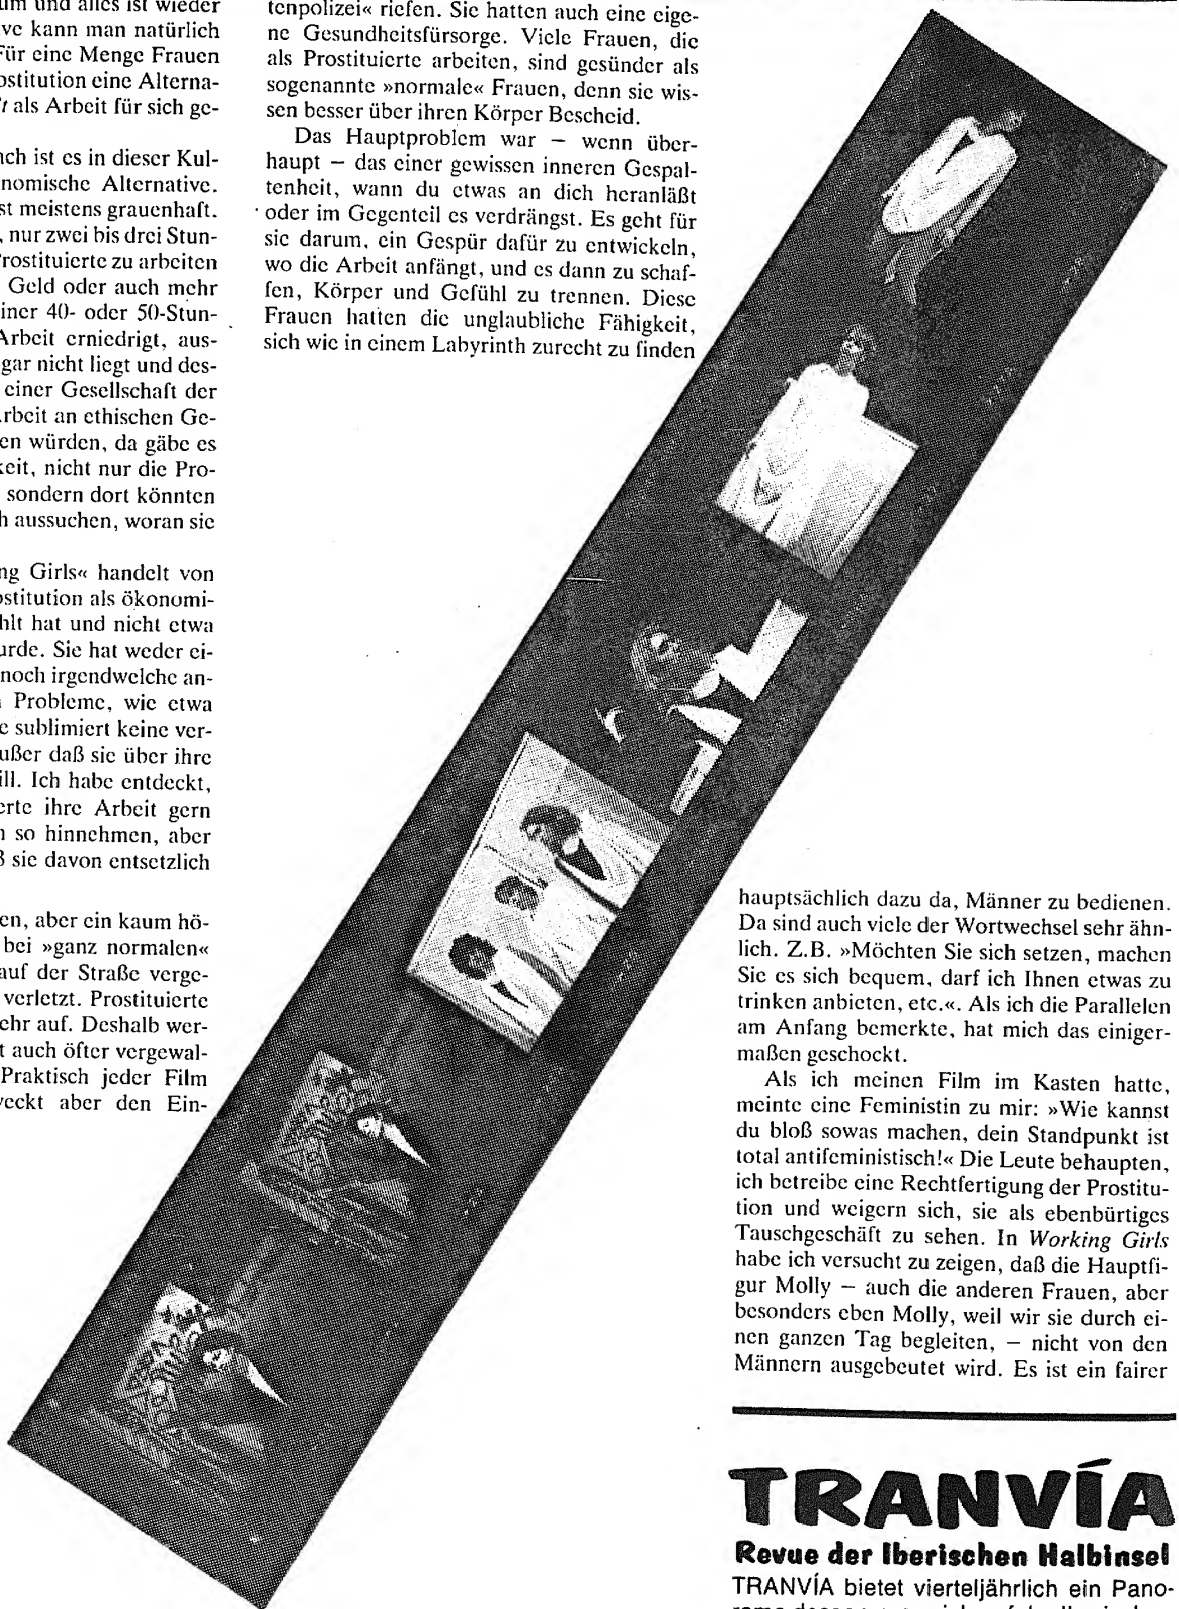 um und alles ist wieder
ve kann man natürlich
Für eine Menge Frauen
ostitution eine Alterna-
t als Arbeit für sich ge-
ach ist es in dieser Kul-
nomische Alternative.
st meistens grauenhaft.
, nur zwei bis drei Stun-
Prostituierte zu arbeiten
Geld oder auch mehr
iner 40- oder 50-Stun-
Arbeit erniedrigt, aus-
gar nicht liegt und des-
einer Gesellschaft der
Arbeit an ethischen Ge-
en würden, da gäbe es
keit, nicht nur die Pro-
sondern dort könnten
h aussuchen, woran sie
ng Girls« handelt von
ostitution als ökonomi-
hlt hat und nicht etwa
urde. Sie hat weder ei-
noch irgendwelche an-
n Probleme, wie etwa
e sublimiert keine ver-
ußer daß sie über ihre
ill. Ich habe entdeckt,
erte ihre Arbeit gern
n so hinnehmen, aber
ß sie davon entsetzlich
en, aber ein kaum hö-
bei »ganz normalen«
auf der Straße verge-
verletzt. Prostituierte
ehr auf. Deshalb wer-
t auch öfter vergewal-
Praktisch jeder Film
veckt aber den Ein-
tenpolizei« riefen. Sie hatten auch eine eige-
ne Gesundheitsfürsorge. Viele Frauen, die
als Prostituierte arbeiten, sind gesünder als
sogenannte »normale« Frauen, denn sie wis-
sen besser über ihren Körper Bescheid.
Das Hauptproblem war – wenn über-
haupt – das einer gewissen inneren Gespal-
tenheit, wann du etwas an dich heranläßt
oder im Gegenteil es verdrängst. Es geht für
sie darum, ein Gespür dafür zu entwickeln,
wo die Arbeit anfängt, und es dann zu schaf-
fen, Körper und Gefühl zu trennen. Diese
Frauen hatten die unglaubliche Fähigkeit,
sich wie in einem Labyrinth zurecht zu finden
hauptsächlich dazu da, Männer zu bedienen.
Da sind auch viele der Wortwechsel sehr ähn-
lich. Z.B. »Möchten Sie sich setzen, machen
Sie es sich bequem, darf ich Ihnen etwas zu
trinken anbieten, etc.«. Als ich die Parallelen
am Anfang bemerkte, hat mich das einiger-
maßen geschockt.
Als ich meinen Film im Kasten hatte,
meinte eine Feministin zu mir: »Wie kannst
du bloß sowas machen, dein Standpunkt ist
total antifeministisch!« Die Leute behaupten,
ich betreibe eine Rechtfertigung der Prostitu-
tion und weigern sich, sie als ebenbürtiges
Tauschgeschäft zu sehen. In Working Girls
habe ich versucht zu zeigen, daß die Hauptfi-
gur Molly – auch die anderen Frauen, aber
besonders eben Molly, weil wir sie durch ei-
nen ganzen Tag begleiten, – nicht von den
Männern ausgebeutet wird. Es ist ein fairer
TRANVÍA
Revue der Iberischen Halbinsel
TRANVÍA bietet vierteljährlich ein Pano-